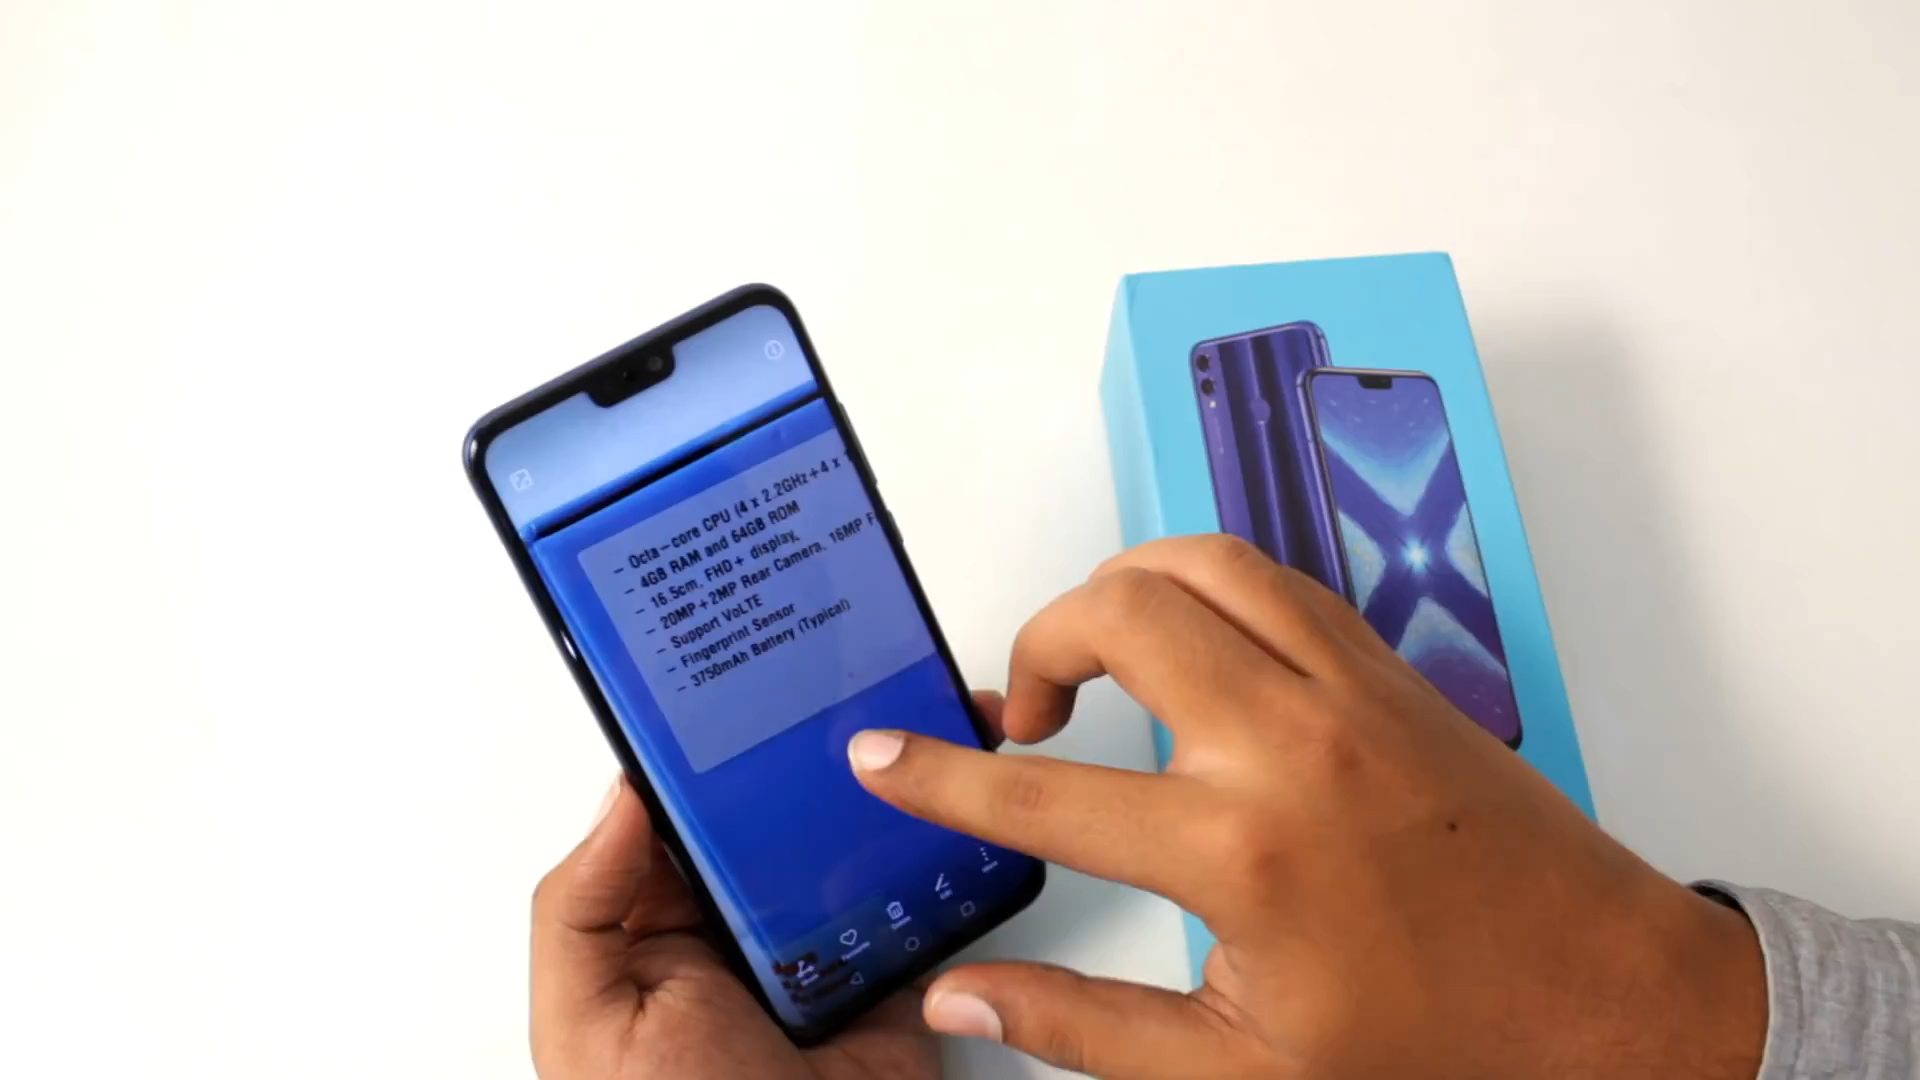 - Octa-core CPU (4 x 2.2GHz+4 x
- 4GB RAM and 64GB ROM
- 16.5cm, FHD+ display,
- 20MP+2MP Rear Camera, 16MP F
- Support VoLTE
- Fingerprint Sensor
- 3750mAh Battery (Typical)